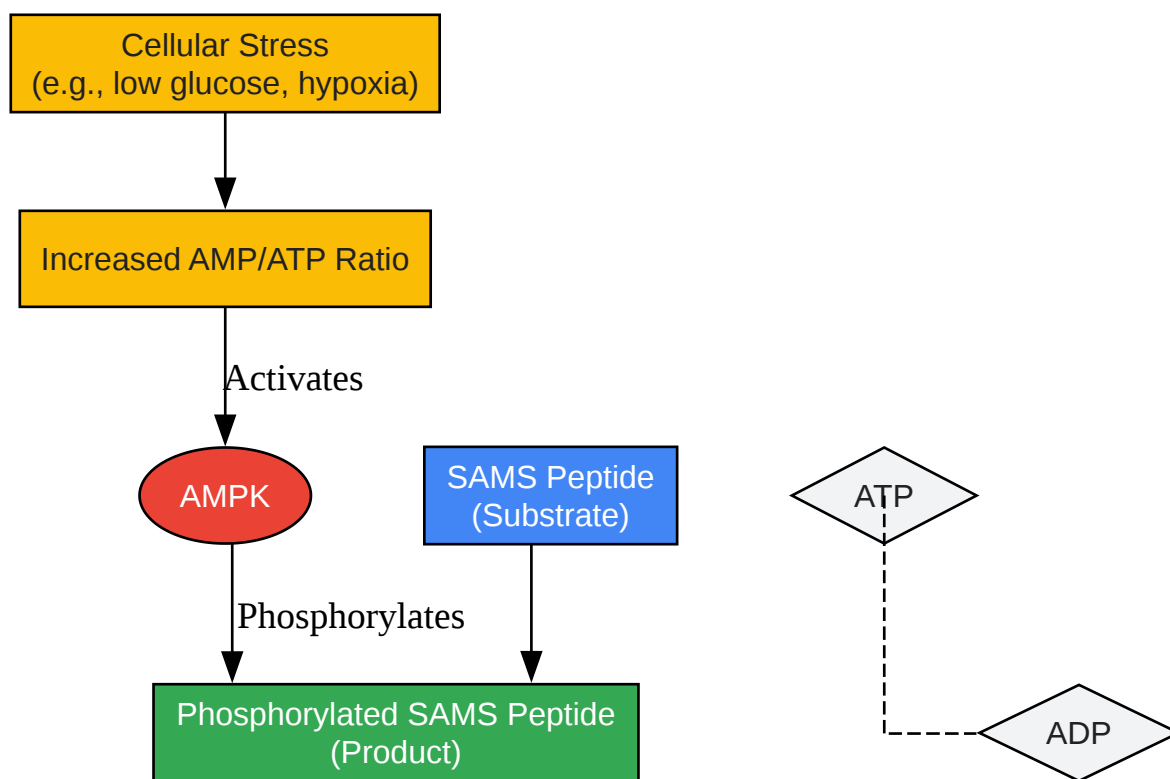 Cellular Stress
(e.g., low glucose, hypoxia)
Increased AMP/ATP Ratio
Activates
AMPK
SAMS Peptide
(Substrate)
ATP
Phosphorylates
Phosphorylated SAMS Peptide
(Product)
ADP